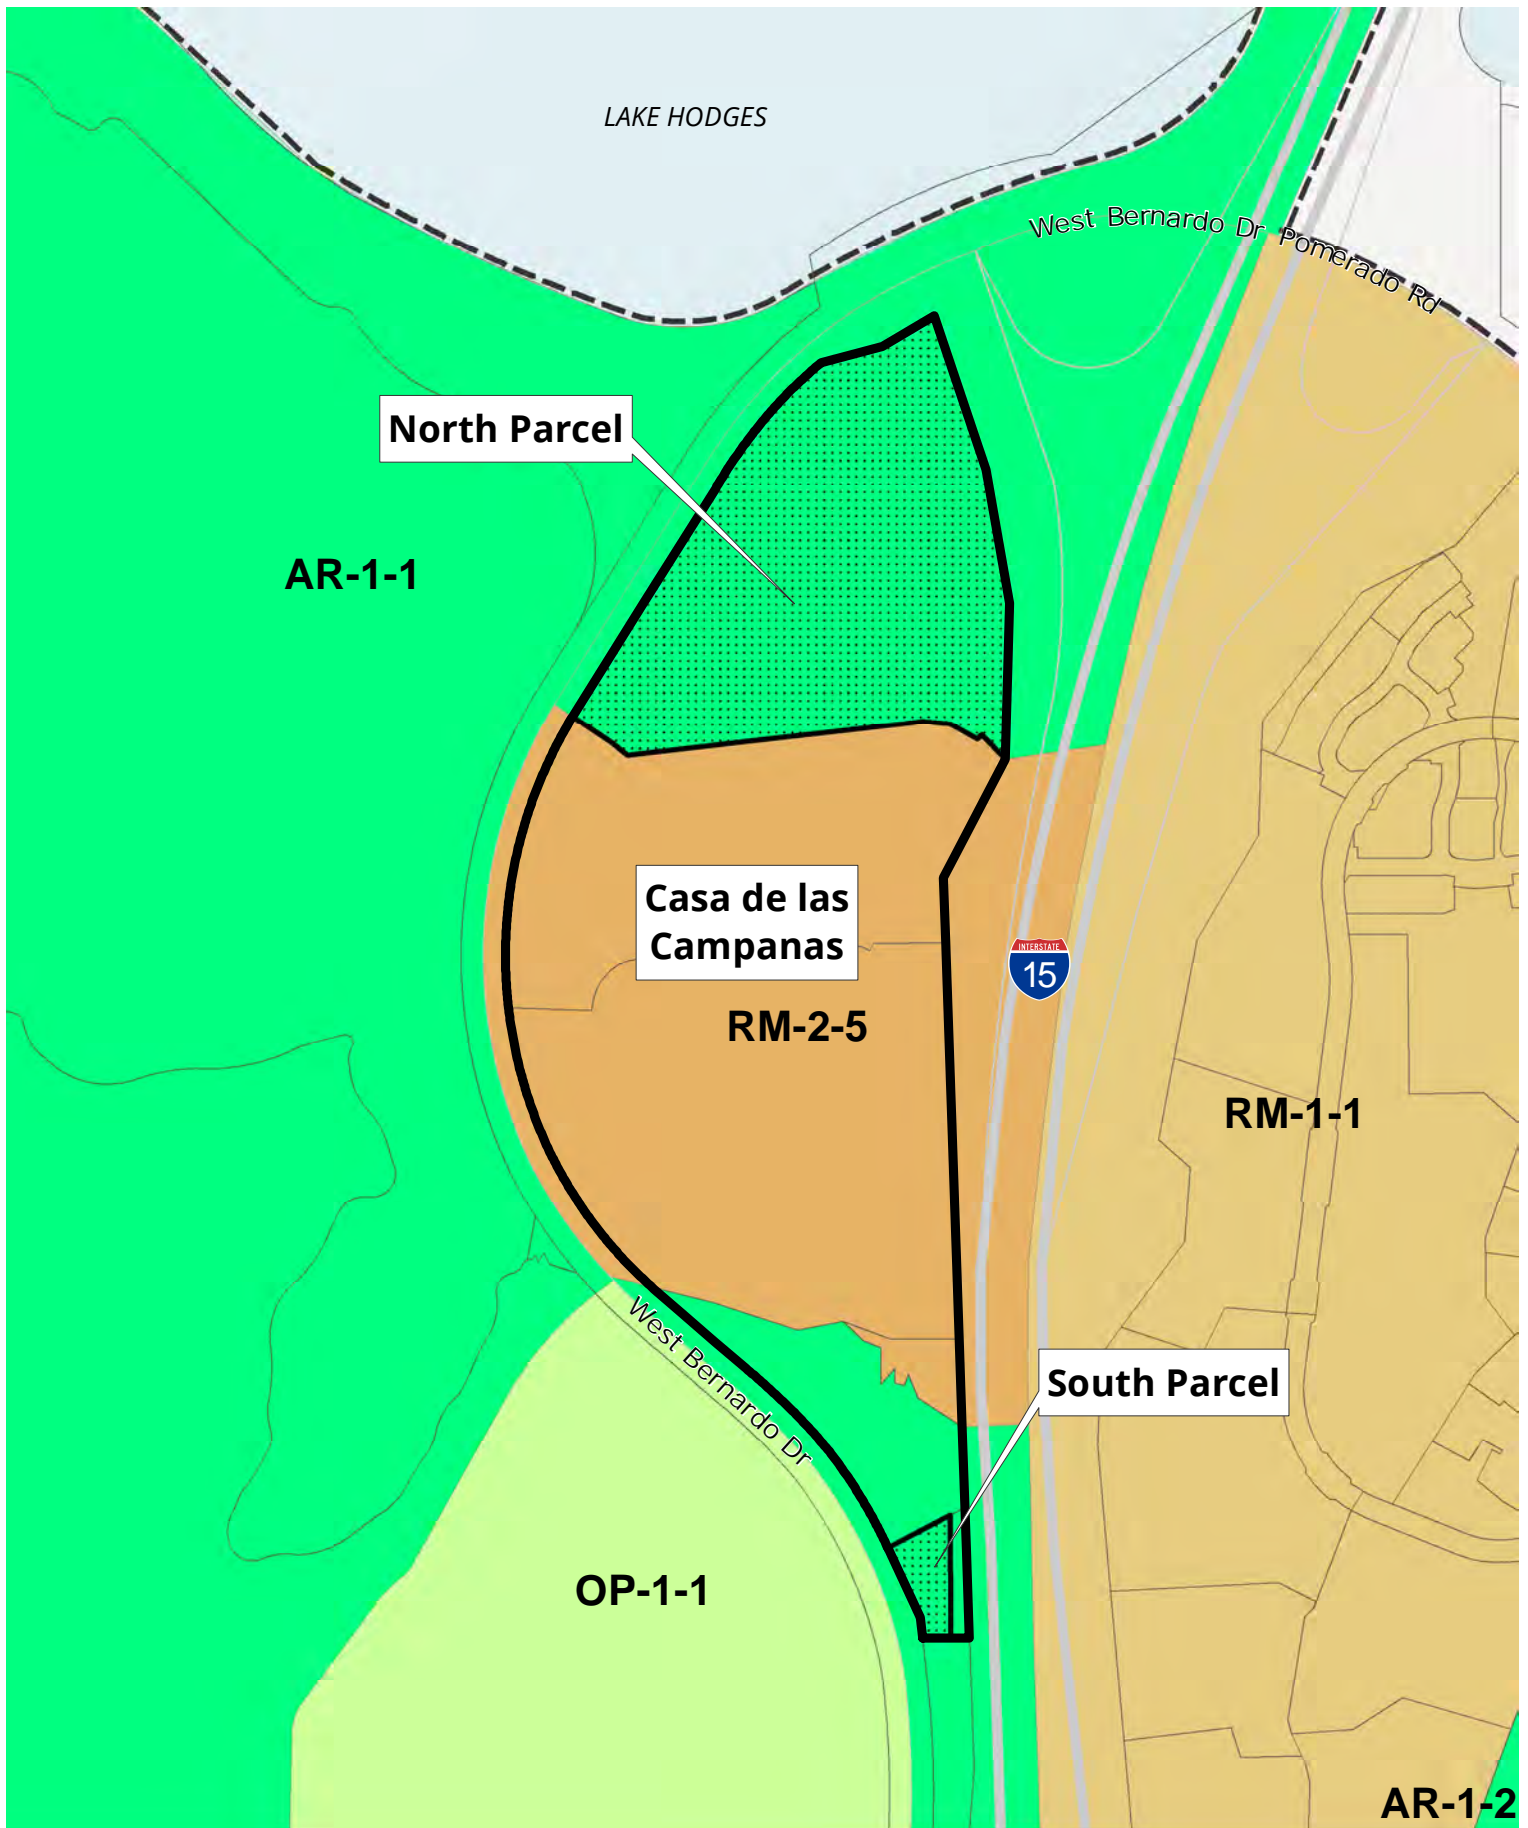 LAKE HODGES
West Bernardo Dr
Pomerado Rd
North Parcel
AR-1-1
Casa de las
Campanas
INTERSTATE
15
RM-2-5
RM-1-1
West Bernardo Dr
South Parcel
OP-1-1
AR-1-2